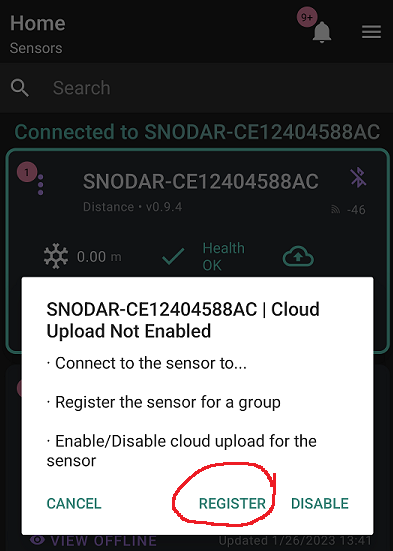 Home
9+
Sensors
Search
Connected to SNODAR-CE12404588AC
1
SNODAR-CE12404588AC
Distance • v0.9.4
-46
0.00 m
Health
OK
SNODAR-CE12404588AC | Cloud
Upload Not Enabled
· Connect to the sensor to...
· Register the sensor for a group
· Enable/Disable cloud upload for the
sensor
CANCEL REGISTER DISABLE
VIEW OFFLINE Updated 1/26/2023 13:41